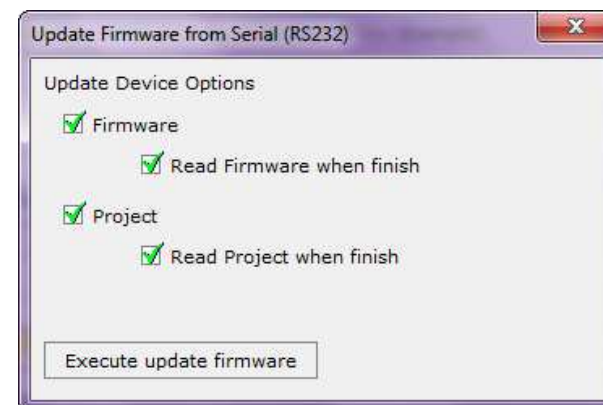 Update Firmware from Serial (RS232)
Update Device Options
Firmware
Read Firmware when finish
Project
Read Project when finish
Execute update firmware